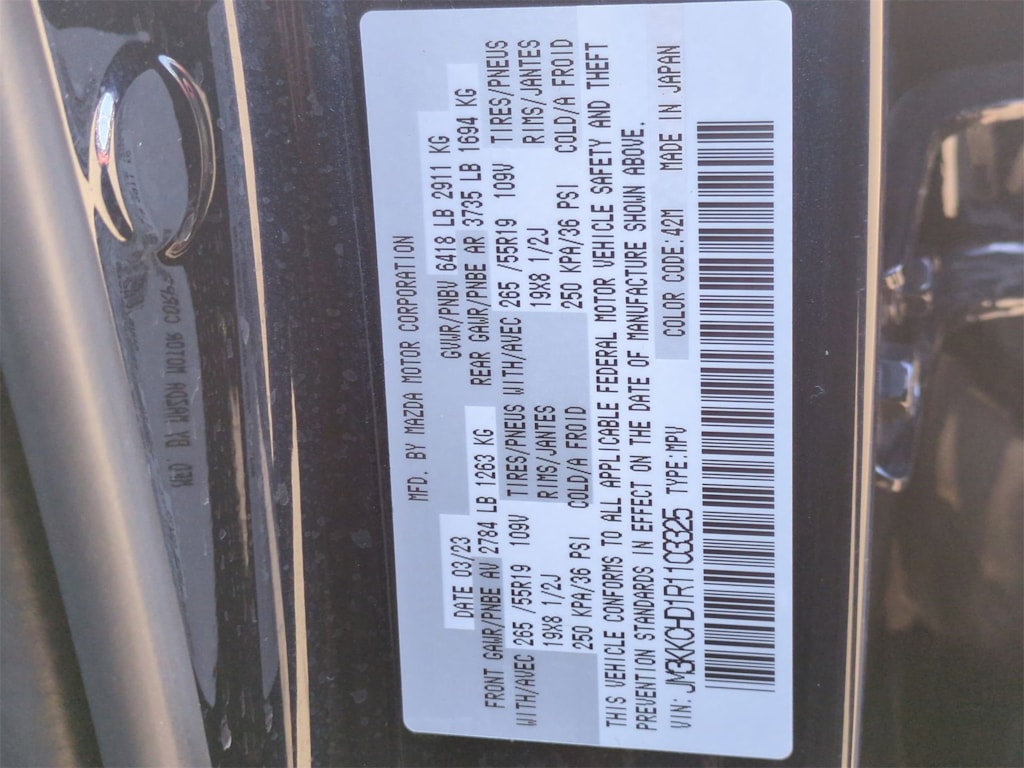 MFD. BY MAZDA MOTOR CORPORATION
DATE 03/23 GVWR/PNBV 6418 LB 2911 KG
FRONT GAWR/PNBE AV 2784 LB 1263 KG REAR GAWR/PNBE AR 3735 LB 1694 KG
WITH/AVEC 265 /55R19 109V TIRES/PNEUS WITH/AVEC 265 /55R19 109V TIRES/PNEUS
19X8 1/2J RIMS/JANTES 19X8 1/2J RIMS/JANTES
250 KPA/36 PSI COLD/A FROID 250 KPA/36 PSI COLD/A FROID
THIS VEHICLE CONFORMS TO ALL APPLICABLE FEDERAL MOTOR VEHICLE SAFETY AND THEFT
PREVENTION STANDARDS IN EFFECT ON THE DATE OF MANUFACTURE SHOWN ABOVE.
VIN: JM3KKCHD1R1103325 TYPE:MPV COLOR CODE:42M MADE IN JAPAN